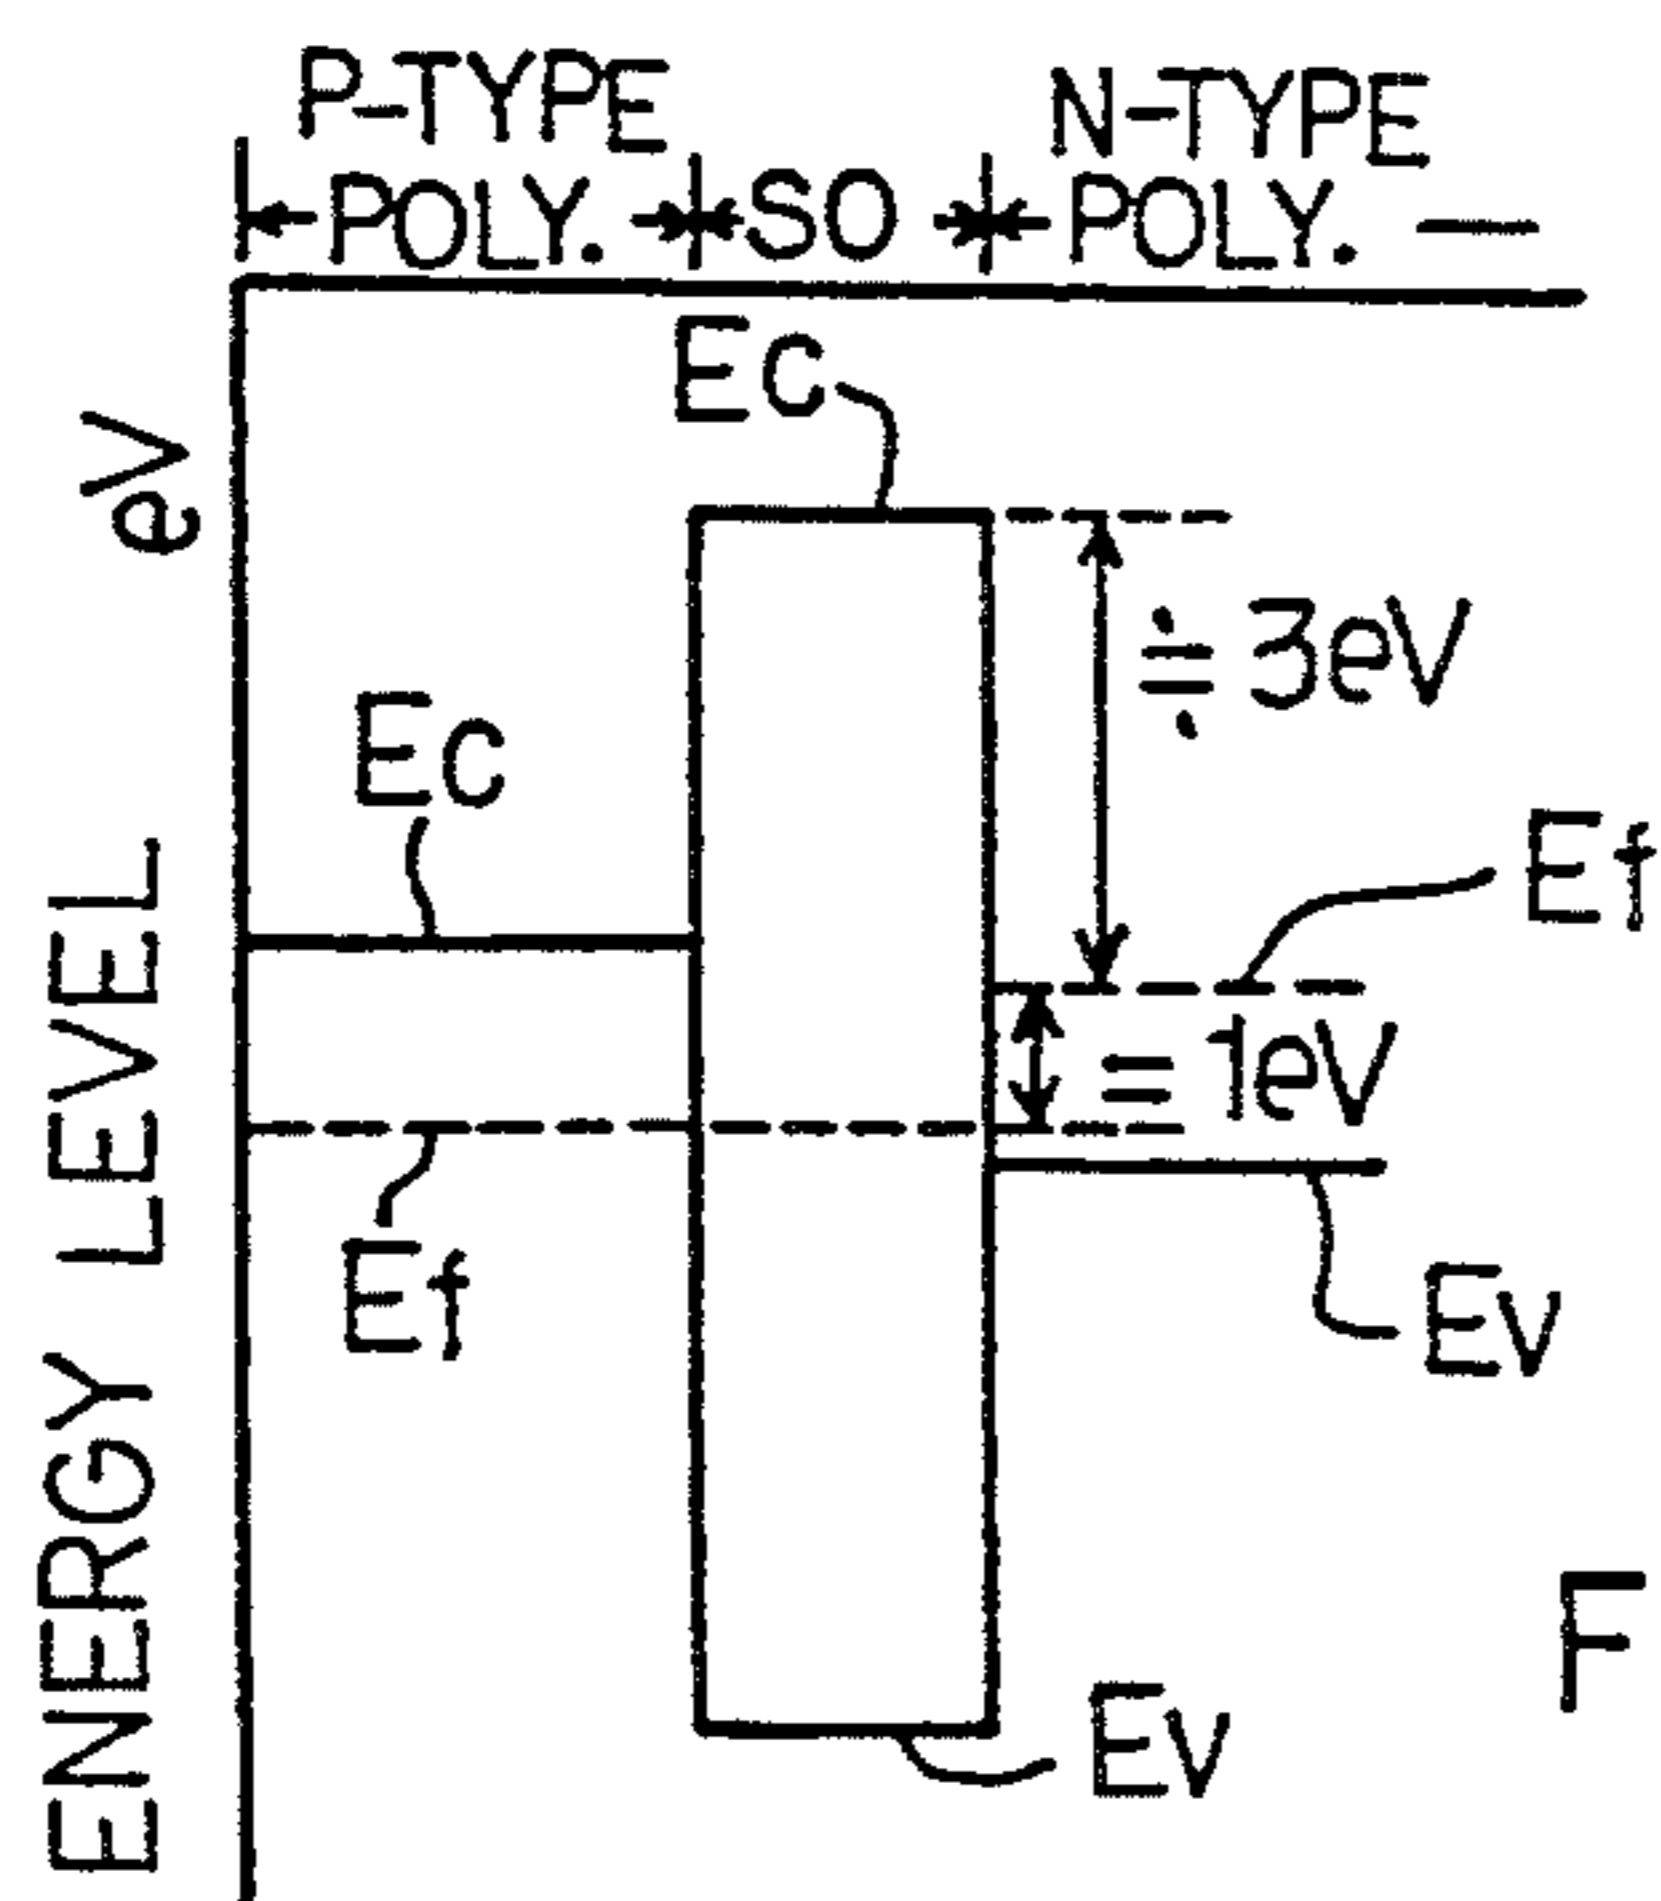 P-TYPE
POLY.
SO
N-TYPE
POLY.
eV
ENERGY LEVEL
Ec
≒ 3eV
Ec
Ef
= 1eV
Ef
Ev
F
Ev